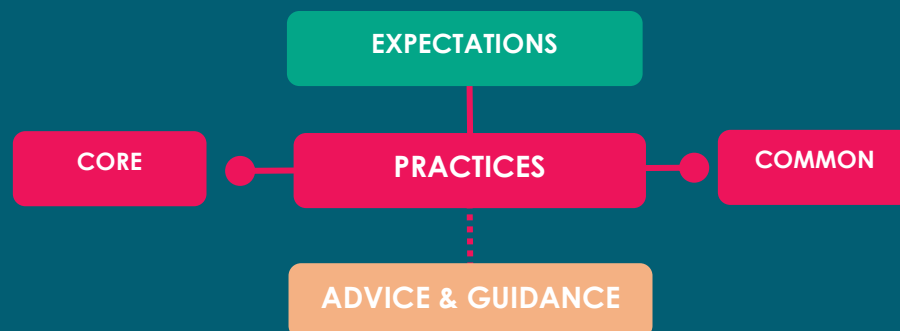 EXPECTATIONS
CORE
PRACTICES
COMMON
ADVICE & GUIDANCE